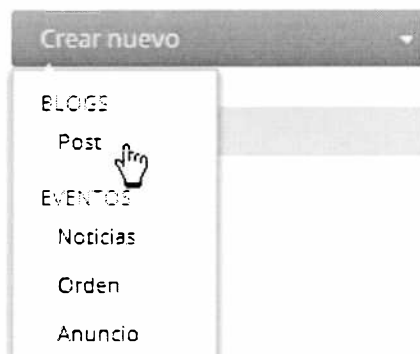 Crear nuevo
BLOGS
Post
EVENTOS
Noticias
Orden
Anuncio